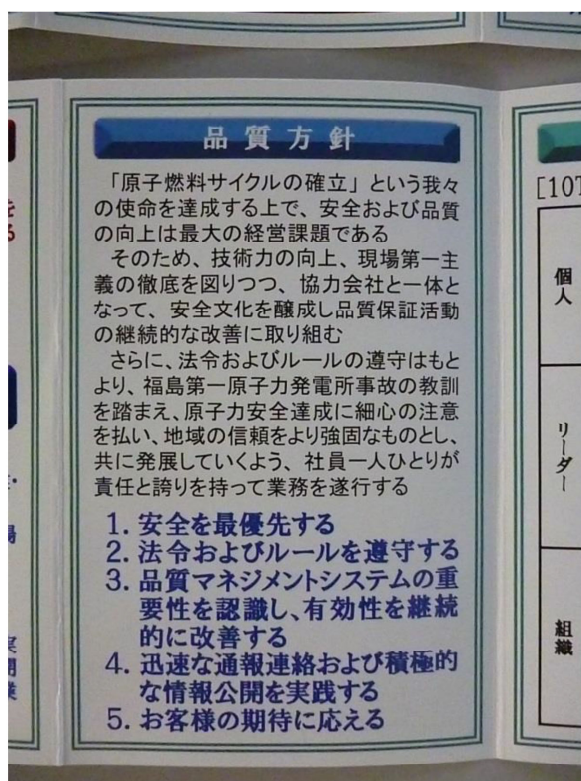 品質方針
「原子燃料サイクルの確立」という我々
の使命を達成する上で、安全および品質
の向上は最大の経営課題である
そのため、技術力の向上、現場第一主
義の徹底を図りつつ、協力会社と一体と
なって、安全文化を醸成し品質保証活動
の継続的な改善に取り組む
さらに、法令およびルールの遵守はもと
より、福島第一原子力発電所事故の教訓
を踏まえ、原子力安全達成に細心の注意
を払い、地域の信頼をより強固なものとし、
共に発展していくよう、社員一人ひとりが
責任と誇りを持って業務を遂行する
1. 安全を最優先する
2. 法令およびルールを遵守する
3. 品質マネジメントシステムの重
要性を認識し、有効性を継続
的に改善する
4. 迅速な通報連絡および積極的
な情報公開を実践する
5. お客様の期待に応える
個人
リーダー
組織